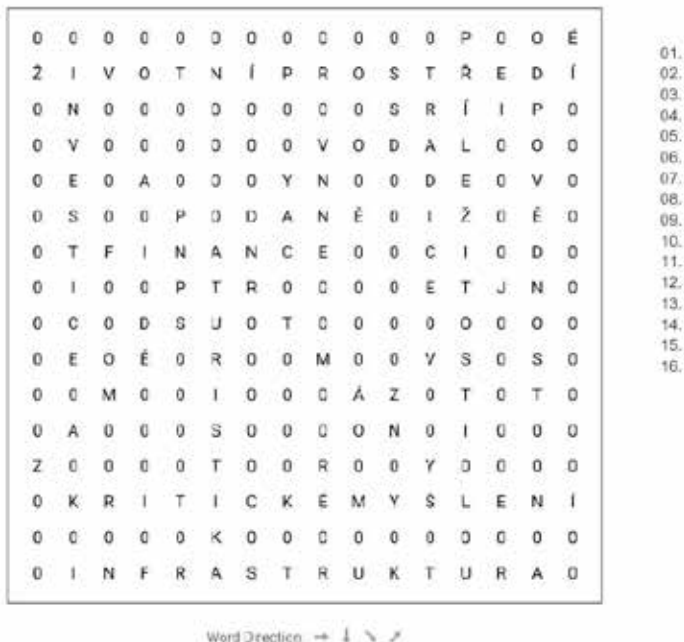 0 0 0 0 0 0 0 0 0 0 0 0 P 0 O É
Ž I V O T N Í P R O S T Ř E D Í
0 N 0 0 0 0 0 0 0 0 S R Í I P 0
0 V 0 0 0 0 0 0 V O D A L 0 O 0
0 E 0 A 0 0 0 Y N 0 0 D E 0 V 0
0 S 0 0 P 0 D A N Ě 0 I Ž 0 Ě 0
0 T F I N A N C E 0 0 C I 0 D 0
0 I 0 0 P T R 0 0 0 0 E T J N 0
0 C 0 D S U 0 T 0 0 0 0 O 0 O 0
0 E O É 0 R 0 0 M 0 0 V S 0 S 0
0 0 M 0 0 I 0 0 0 Á Z 0 T 0 T 0
0 A 0 0 0 S 0 0 0 O N 0 I 0 0 0
Z 0 0 0 0 T 0 0 R 0 0 Y 0 0 0 0
0 K R I T I C K É M Y Š L E N Í
0 0 0 0 0 K 0 0 0 0 0 0 0 0 0 0
0 I N F R A S T R U K T U R A 0
01.
02.
03.
04.
05.
06.
07.
08.
09.
10.
11.
12.
13.
14.
15.
16.
Word Direction → ↓ ↘ ↗